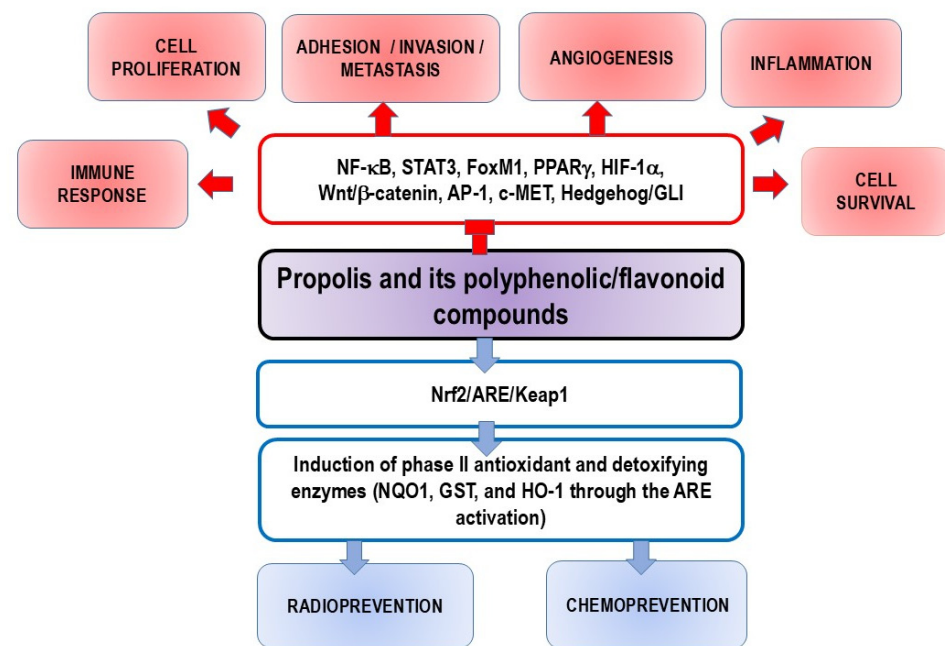 CELL
PROLIFERATION
ADHESION / INVASION /
METASTASIS
ANGIOGENESIS
INFLAMMATION
IMMUNE
RESPONSE
NF-κB, STAT3, FoxM1, PPARγ, HIF-1α,
Wnt/β-catenin, AP-1, c-MET, Hedgehog/GLI
CELL
SURVIVAL
Propolis and its polyphenolic/flavonoid
compounds
Nrf2/ARE/Keap1
Induction of phase II antioxidant and detoxifying
enzymes (NQO1, GST, and HO-1 through the ARE
activation)
RADIOPREVENTION
CHEMOPREVENTION